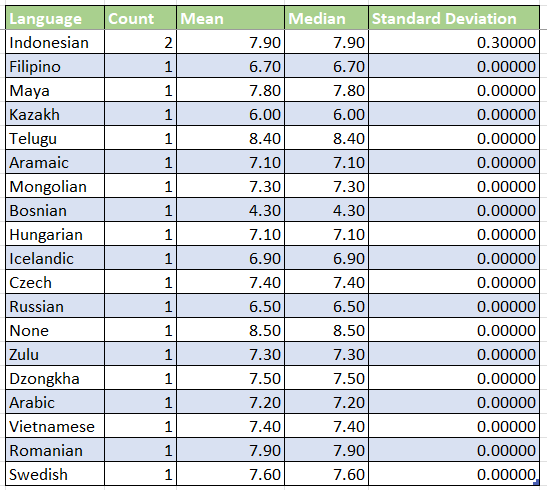 Language Count Mean Median Standard Deviation
Indonesian 2 7.90 7.90 0.30000
Filipino 1 6.70 6.70 0.00000
Maya 1 7.80 7.80 0.00000
Kazakh 1 6.00 6.00 0.00000
Telugu 1 8.40 8.40 0.00000
Aramaic 1 7.10 7.10 0.00000
Mongolian 1 7.30 7.30 0.00000
Bosnian 1 4.30 4.30 0.00000
Hungarian 1 7.10 7.10 0.00000
Icelandic 1 6.90 6.90 0.00000
Czech 1 7.40 7.40 0.00000
Russian 1 6.50 6.50 0.00000
None 1 8.50 8.50 0.00000
Zulu 1 7.30 7.30 0.00000
Dzongkha 1 7.50 7.50 0.00000
Arabic 1 7.20 7.20 0.00000
Vietnamese 1 7.40 7.40 0.00000
Romanian 1 7.90 7.90 0.00000
Swedish 1 7.60 7.60 0.00000